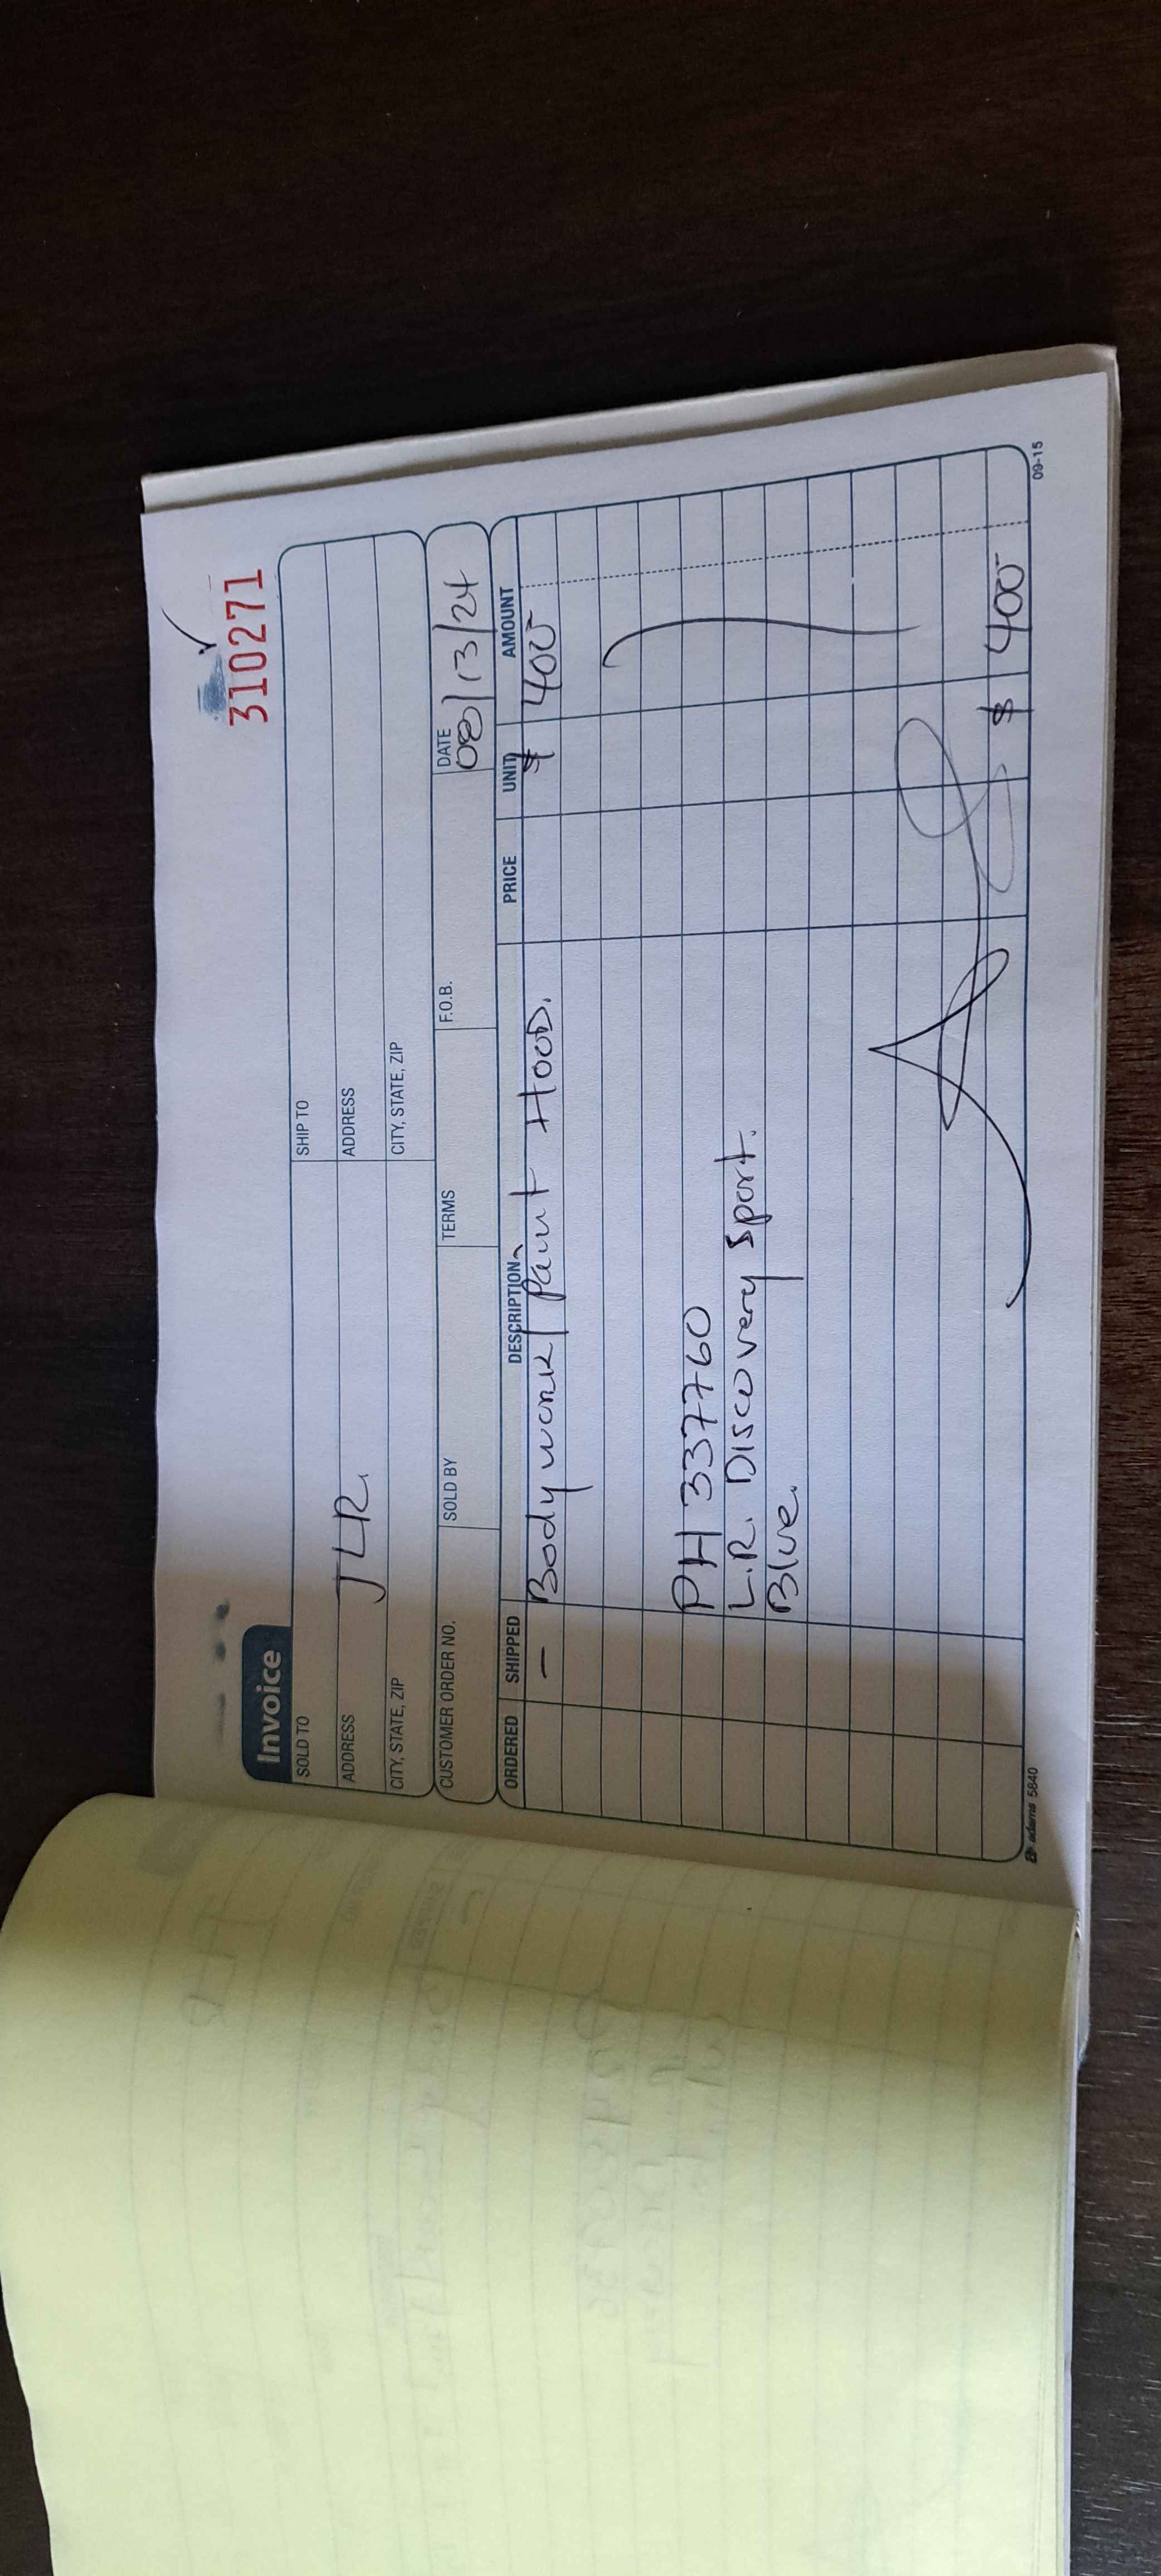 310271
Invoice
SOLD TO
SHIP TO
ADDRESS
JLR.
ADDRESS
CITY, STATE, ZIP
CITY, STATE, ZIP
CUSTOMER ORDER NO.
SOLD BY
TERMS
F.O.B.
DATE
08/13/24
ORDERED
SHIPPED
DESCRIPTION
PRICE
UNIT
AMOUNT
— Body work/paint Hood. $ 400
PH 337760
L.R. Discovery Sport.
Blue.
$ 400
adams 5840
09-15